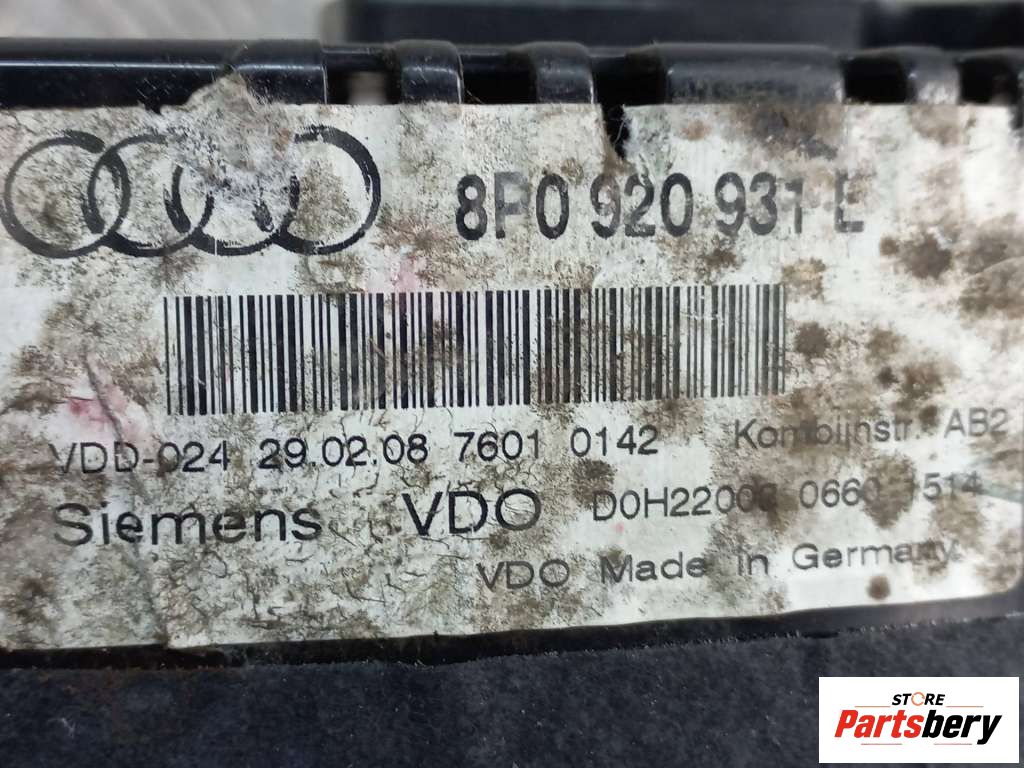 8P0 920 931 E
VDD-024 29.02.08 7601 0142 Kombiinstr. AB2
Siemens VDO 0660 1514
VDO Made in Germany
STORE
Partsbery